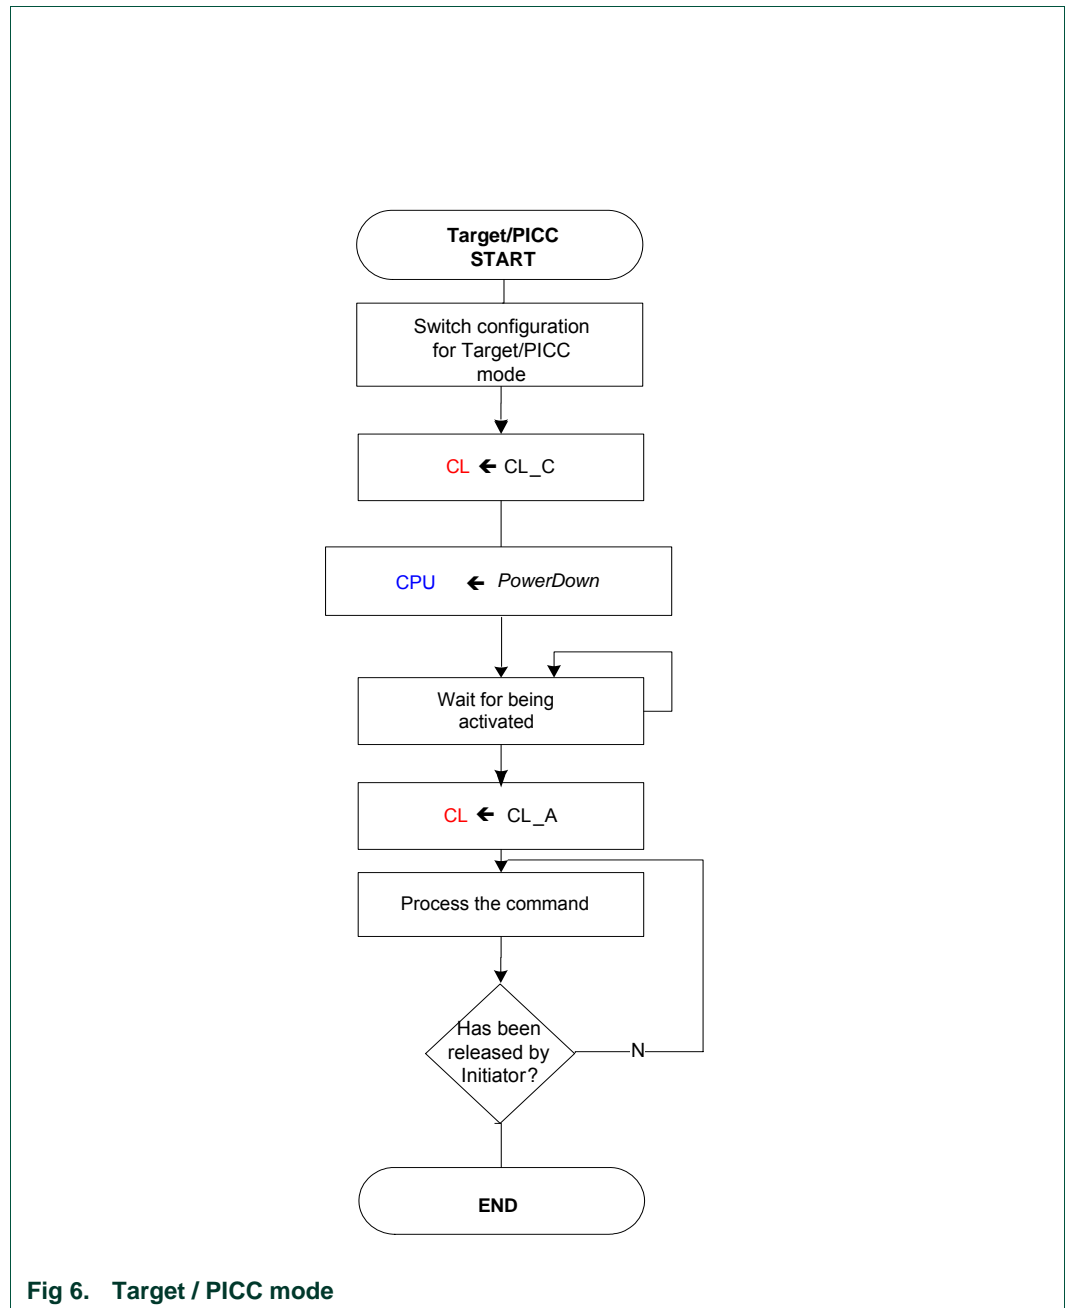 Target/PICC
START
Switch configuration
for Target/PICC
mode
CL 🡸 CL_C
CPU 🡸 PowerDown
Wait for being
activated
CL 🡸 CL_A
Process the command
Has been
released by
Initiator?
N
END
Fig 6. Target / PICC mode